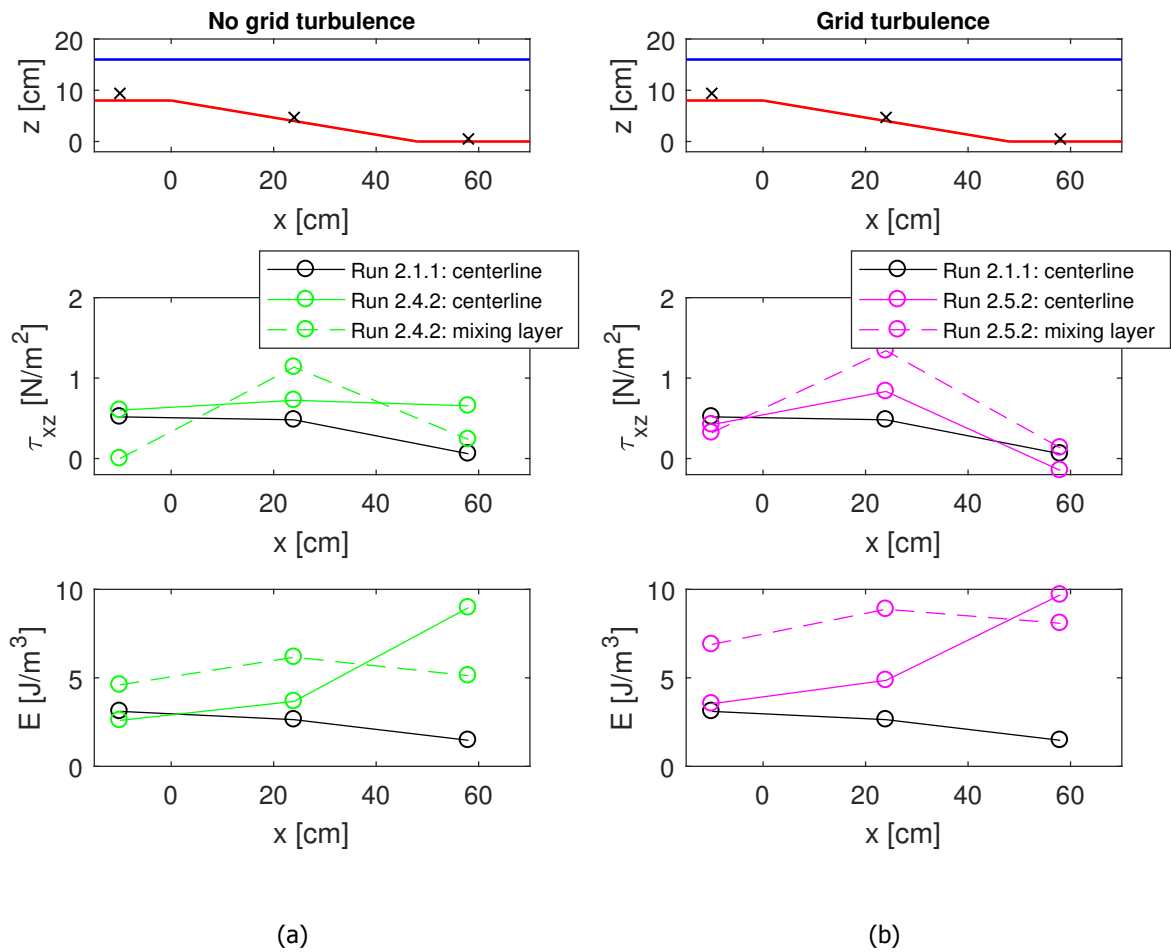 No grid turbulence
20
10
0
z [cm]
0 20 40 60
x [cm]
Run 2.1.1: centerline
Run 2.4.2: centerline
Run 2.4.2: mixing layer
2
1
0
τxz [N/m2]
0 20 40 60
x [cm]
10
5
0
E [J/m3]
0 20 40 60
x [cm]
(a)
Grid turbulence
20
10
0
z [cm]
0 20 40 60
x [cm]
Run 2.1.1: centerline
Run 2.5.2: centerline
Run 2.5.2: mixing layer
2
1
0
τxz [N/m2]
0 20 40 60
x [cm]
10
5
0
E [J/m3]
0 20 40 60
x [cm]
(b)